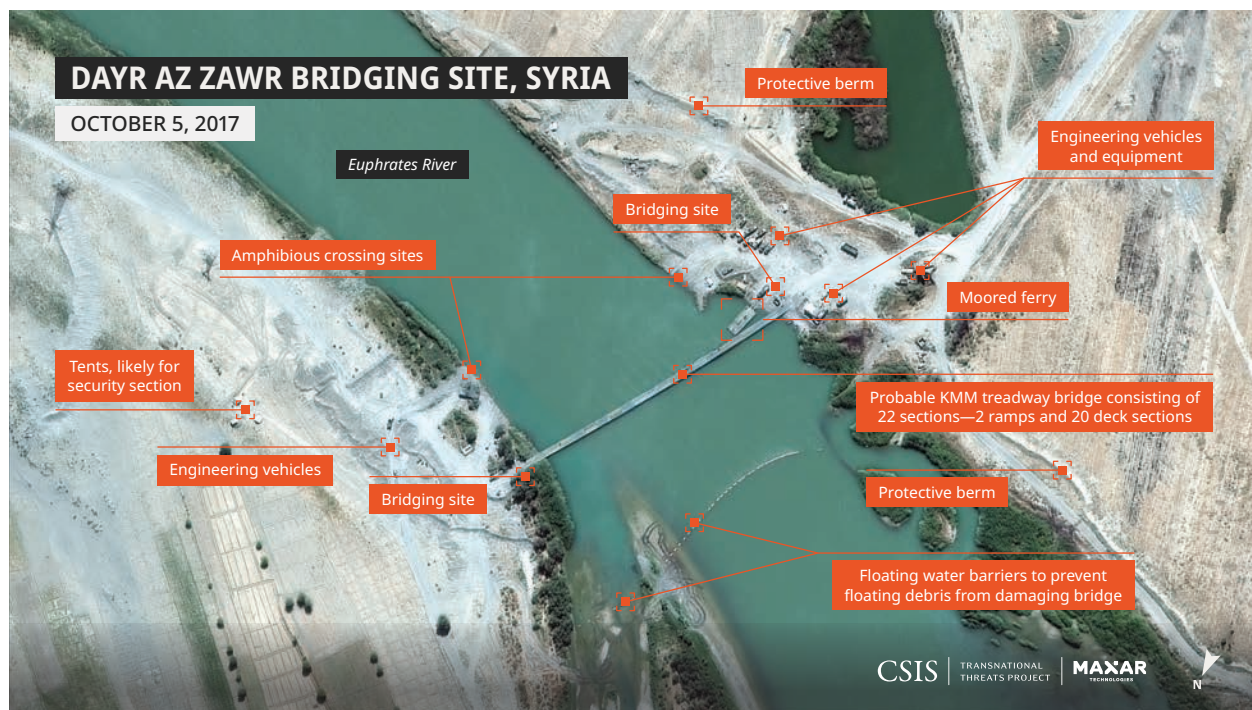 DAYR AZ ZAWR BRIDGING SITE, SYRIA
OCTOBER 5, 2017
Protective berm
Engineering vehicles
and equipment
Euphrates River
Bridging site
Amphibious crossing sites
Moored ferry
Tents, likely for
security section
Probable KMM treadway bridge consisting of
22 sections—2 ramps and 20 deck sections
Engineering vehicles
Bridging site
Protective berm
Floating water barriers to prevent
floating debris from damaging bridge
CSIS
TRANSNATIONAL
THREATS PROJECT
MAXAR
TECHNOLOGIES
N